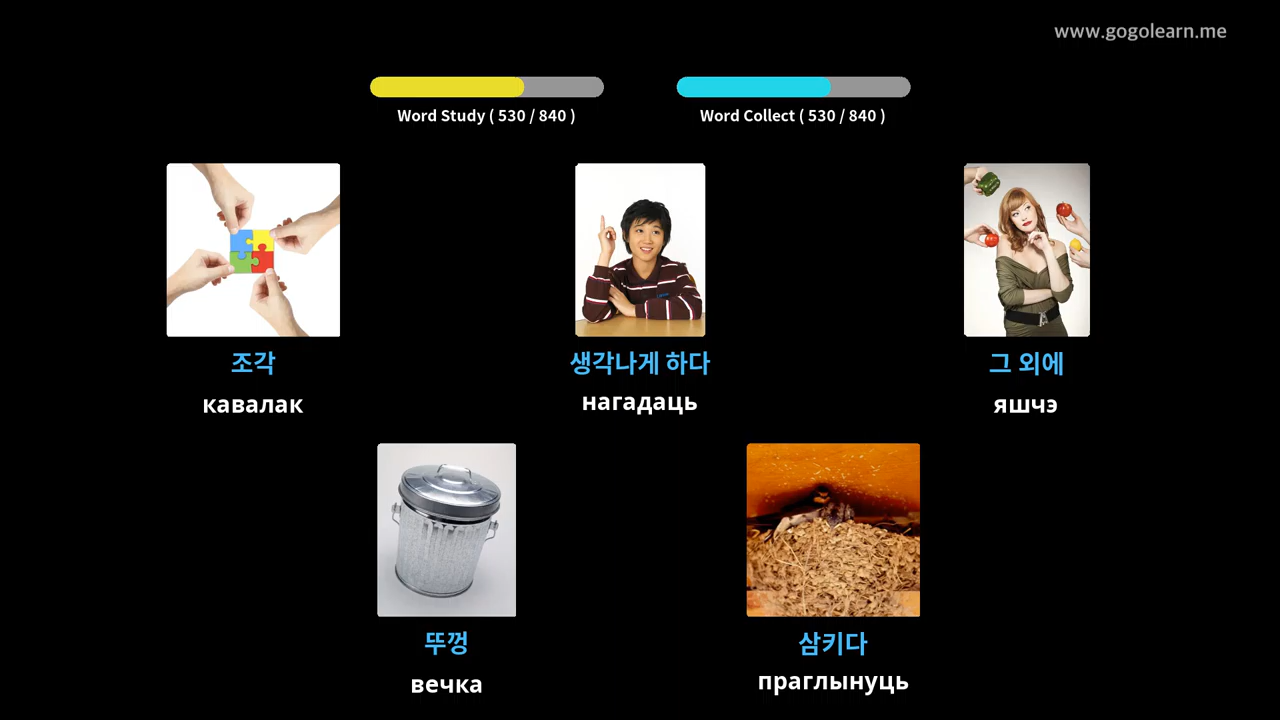 www.gogolearn.me
Word Study ( 530 / 840 )
Word Collect ( 530 / 840 )
조각
кавалак
생각나게 하다
нагадаць
그 외에
яшчэ
뚜껑
вечка
삼키다
праглынуць